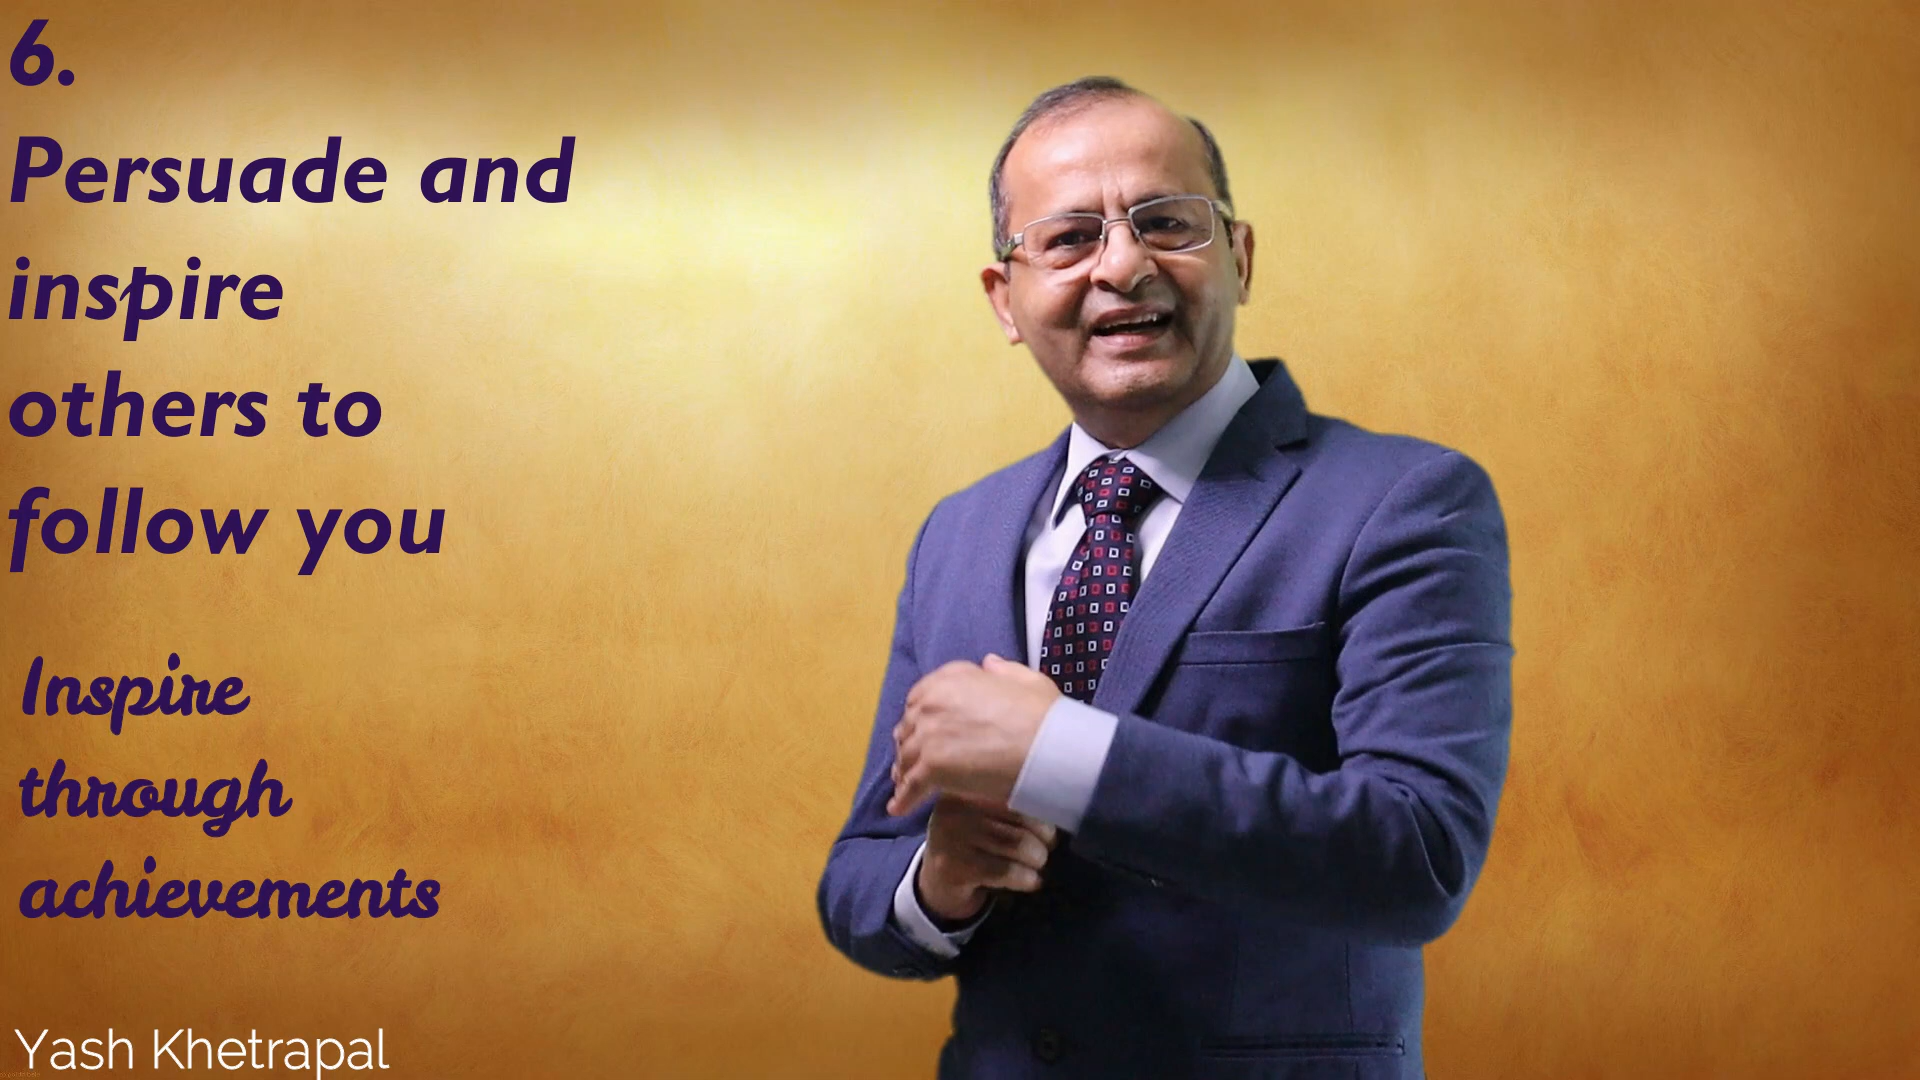 6.
Persuade and
inspire
others to
follow you
Inspire
through
achievements
Yash Khetrapal